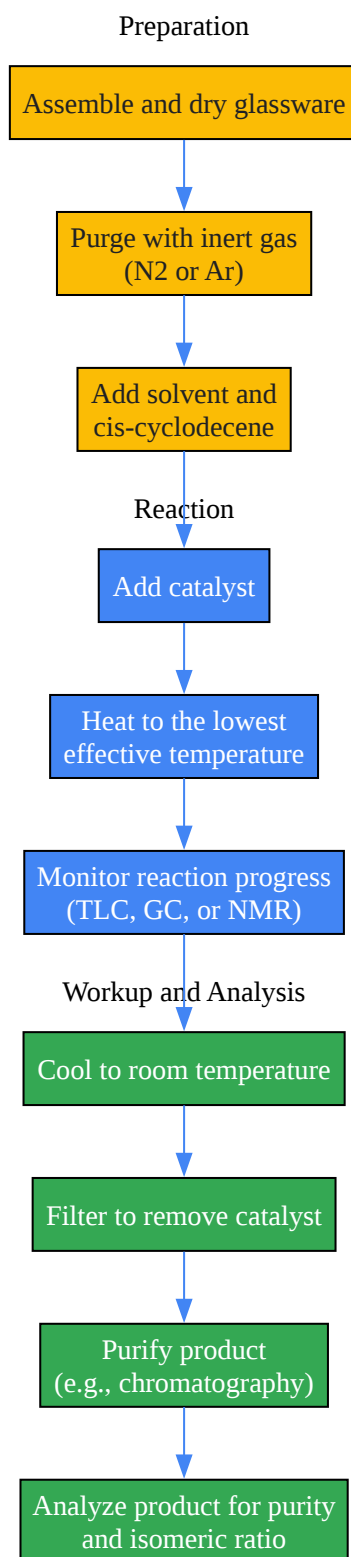 Preparation
Assemble and dry glassware
Purge with inert gas
(N2 or Ar)
Add solvent and
cis-cyclodecene
Reaction
Add catalyst
Heat to the lowest
effective temperature
Monitor reaction progress
(TLC, GC, or NMR)
Workup and Analysis
Cool to room temperature
Filter to remove catalyst
Purify product
(e.g., chromatography)
Analyze product for purity
and isomeric ratio